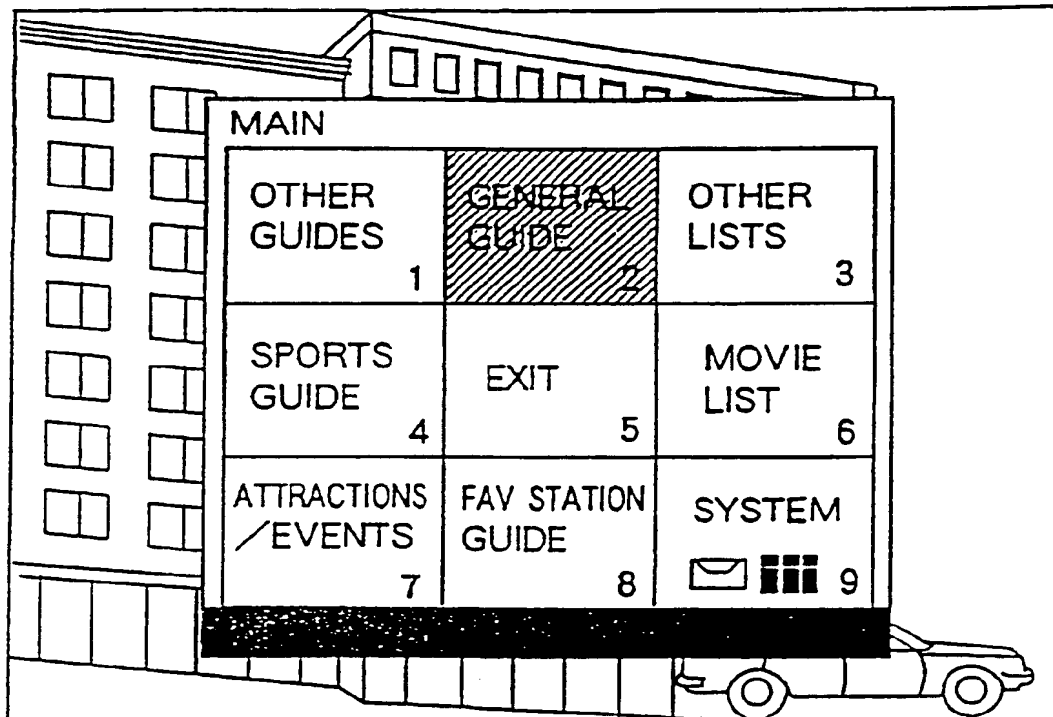 MAIN
OTHER
GUIDES
1
GENERAL
GUIDE
2
OTHER
LISTS
3
SPORTS
GUIDE
4
EXIT
5
MOVIE
LIST
6
ATTRACTIONS
/EVENTS
7
FAV STATION
GUIDE
8
SYSTEM
9